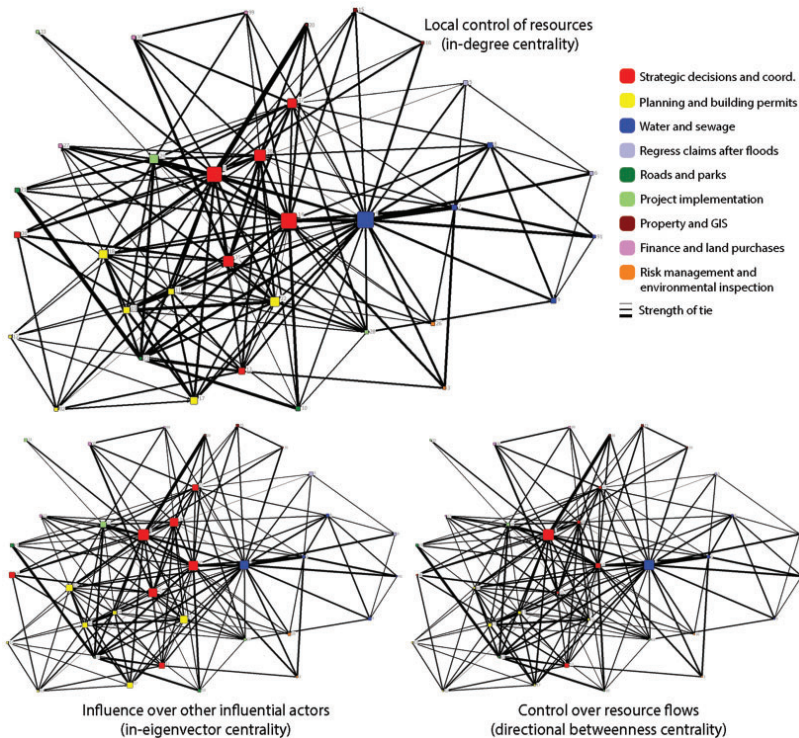 Local control of resources
(in-degree centrality)
Strategic decisions and coord.
Planning and building permits
Water and sewage
Regress claims after floods
Roads and parks
Project implementation
Property and GIS
Finance and land purchases
Risk management and
environmental inspection
Strength of tie
Influence over other influential actors
(in-eigenvector centrality)
Control over resource flows
(directional betweenness centrality)